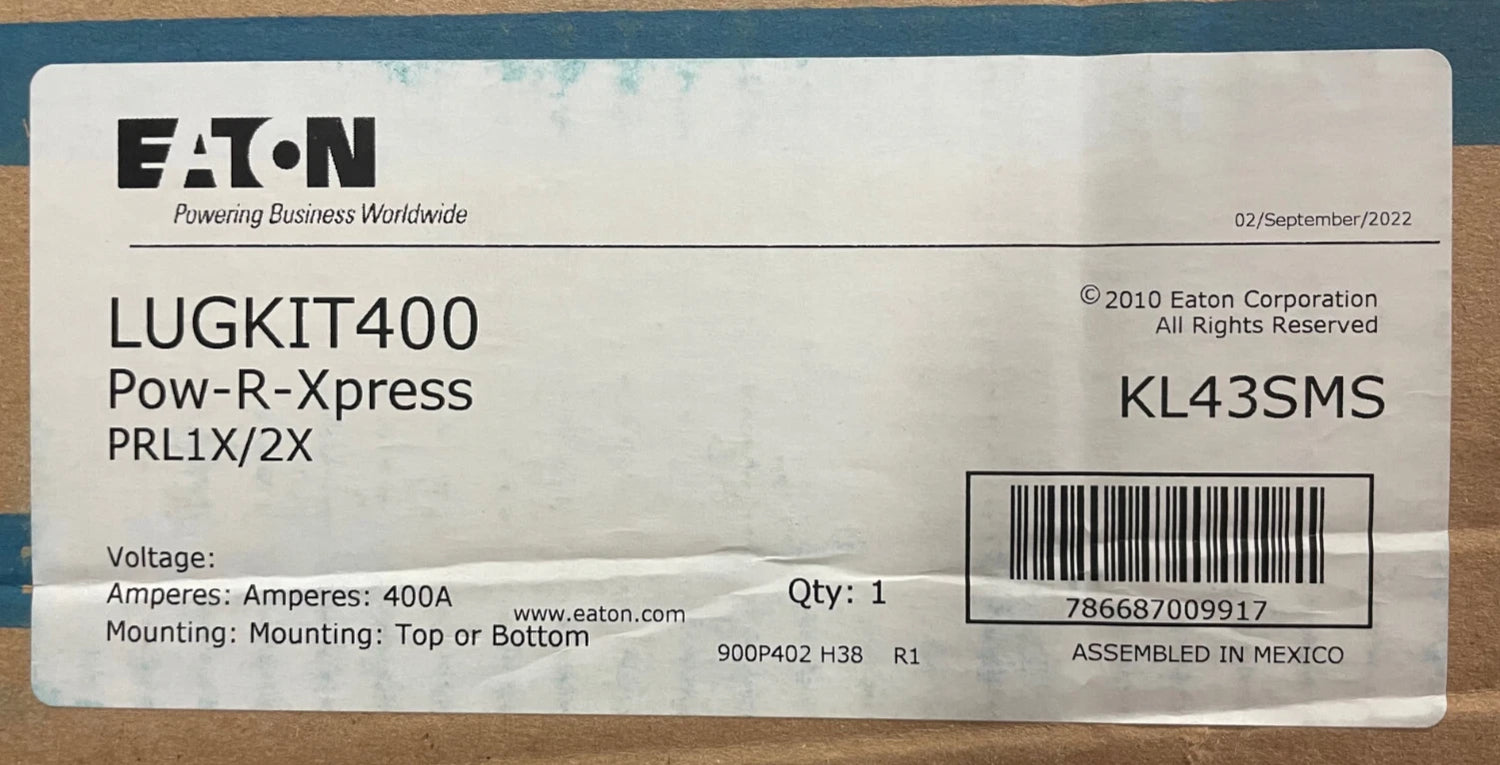 EATON
Powering Business Worldwide
02/September/2022
LUGKIT400
Pow-R-Xpress
PRL1X/2X
© 2010 Eaton Corporation
All Rights Reserved
KL43SMS
Voltage:
Amperes: Amperes: 400A
Mounting: Mounting: Top or Bottom
www.eaton.com
Qty: 1
900P402 H38 R1
786687009917
ASSEMBLED IN MEXICO